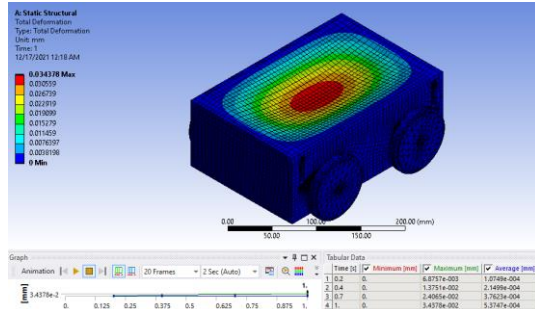 A: Static Structural
Total Deformation
Type: Total Deformation
Unit: mm
Time: 1
12/17/2021 12:18 AM
0.034378 Max
0.030559
0.026739
0.022919
0.019099
0.015279
0.011459
0.0076397
0.0038198
0 Min
0.00 100.00 200.00 (mm)
50.00 150.00
Graph
Animation 20 Frames 2 Sec (Auto)
1.
[mm]
3.4378e-2
0. 0.125 0.25 0.375 0.5 0.625 0.75 0.875 1.
Tabular Data
Time [s] Minimum [mm] Maximum [mm] Average [mm]
1 0.2 0. 6.8757e-003 1.0749e-004
2 0.4 0. 1.3751e-002 2.1499e-004
3 0.7 0. 2.4065e-002 3.7623e-004
4 1. 0. 3.4378e-002 5.3747e-004